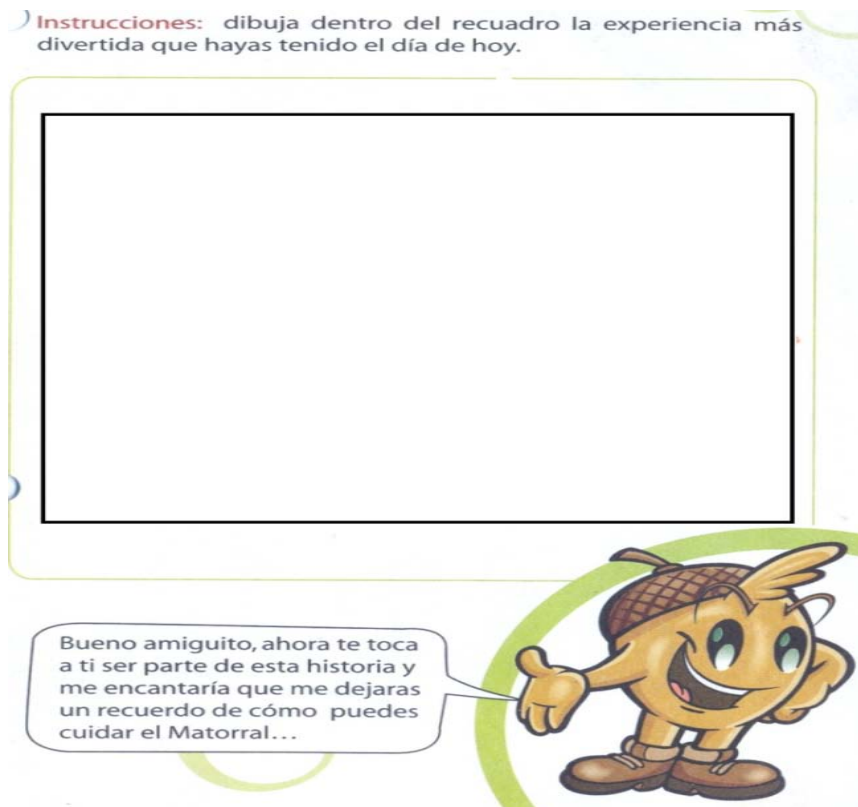 Instrucciones: dibuja dentro del recuadro la experiencia más
divertida que hayas tenido el día de hoy.
Bueno amiguito, ahora te toca
a ti ser parte de esta historia y
me encantaría que me dejaras
un recuerdo de cómo puedes
cuidar el Matorral...